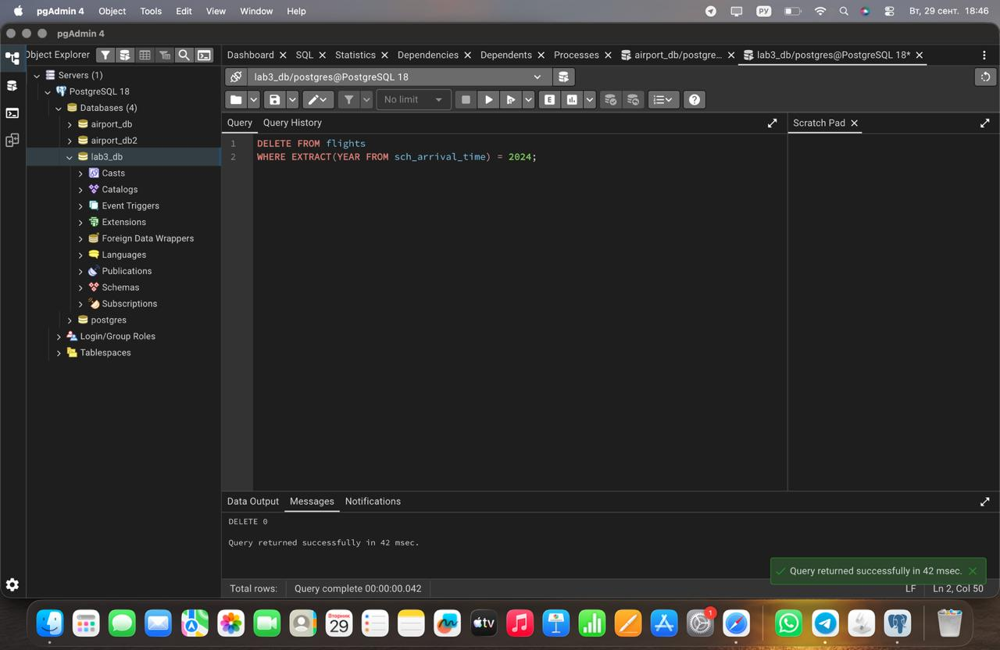 pgAdmin 4 Object Tools Edit View Window Help РУ Вт, 29 сент. 18:46
pgAdmin 4
Object Explorer
Dashboard SQL Statistics Dependencies Dependents Processes airport_db/postgre... lab3_db/postgres@PostgreSQL 18*
lab3_db/postgres@PostgreSQL 18
No limit
E
Servers (1)
PostgreSQL 18
Databases (4)
airport_db
airport_db2
lab3_db
Casts
Catalogs
Event Triggers
Extensions
Foreign Data Wrappers
Languages
Publications
Schemas
Subscriptions
postgres
Login/Group Roles
Tablespaces
Query Query History
Scratch Pad
1 DELETE FROM flights
2 WHERE EXTRACT(YEAR FROM sch_arrival_time) = 2024;
Data Output Messages Notifications
DELETE 0
Query returned successfully in 42 msec.
Query returned successfully in 42 msec.
Total rows: Query complete 00:00:00.042
LF Ln 2, Col 50
Вторник
29
tv
1